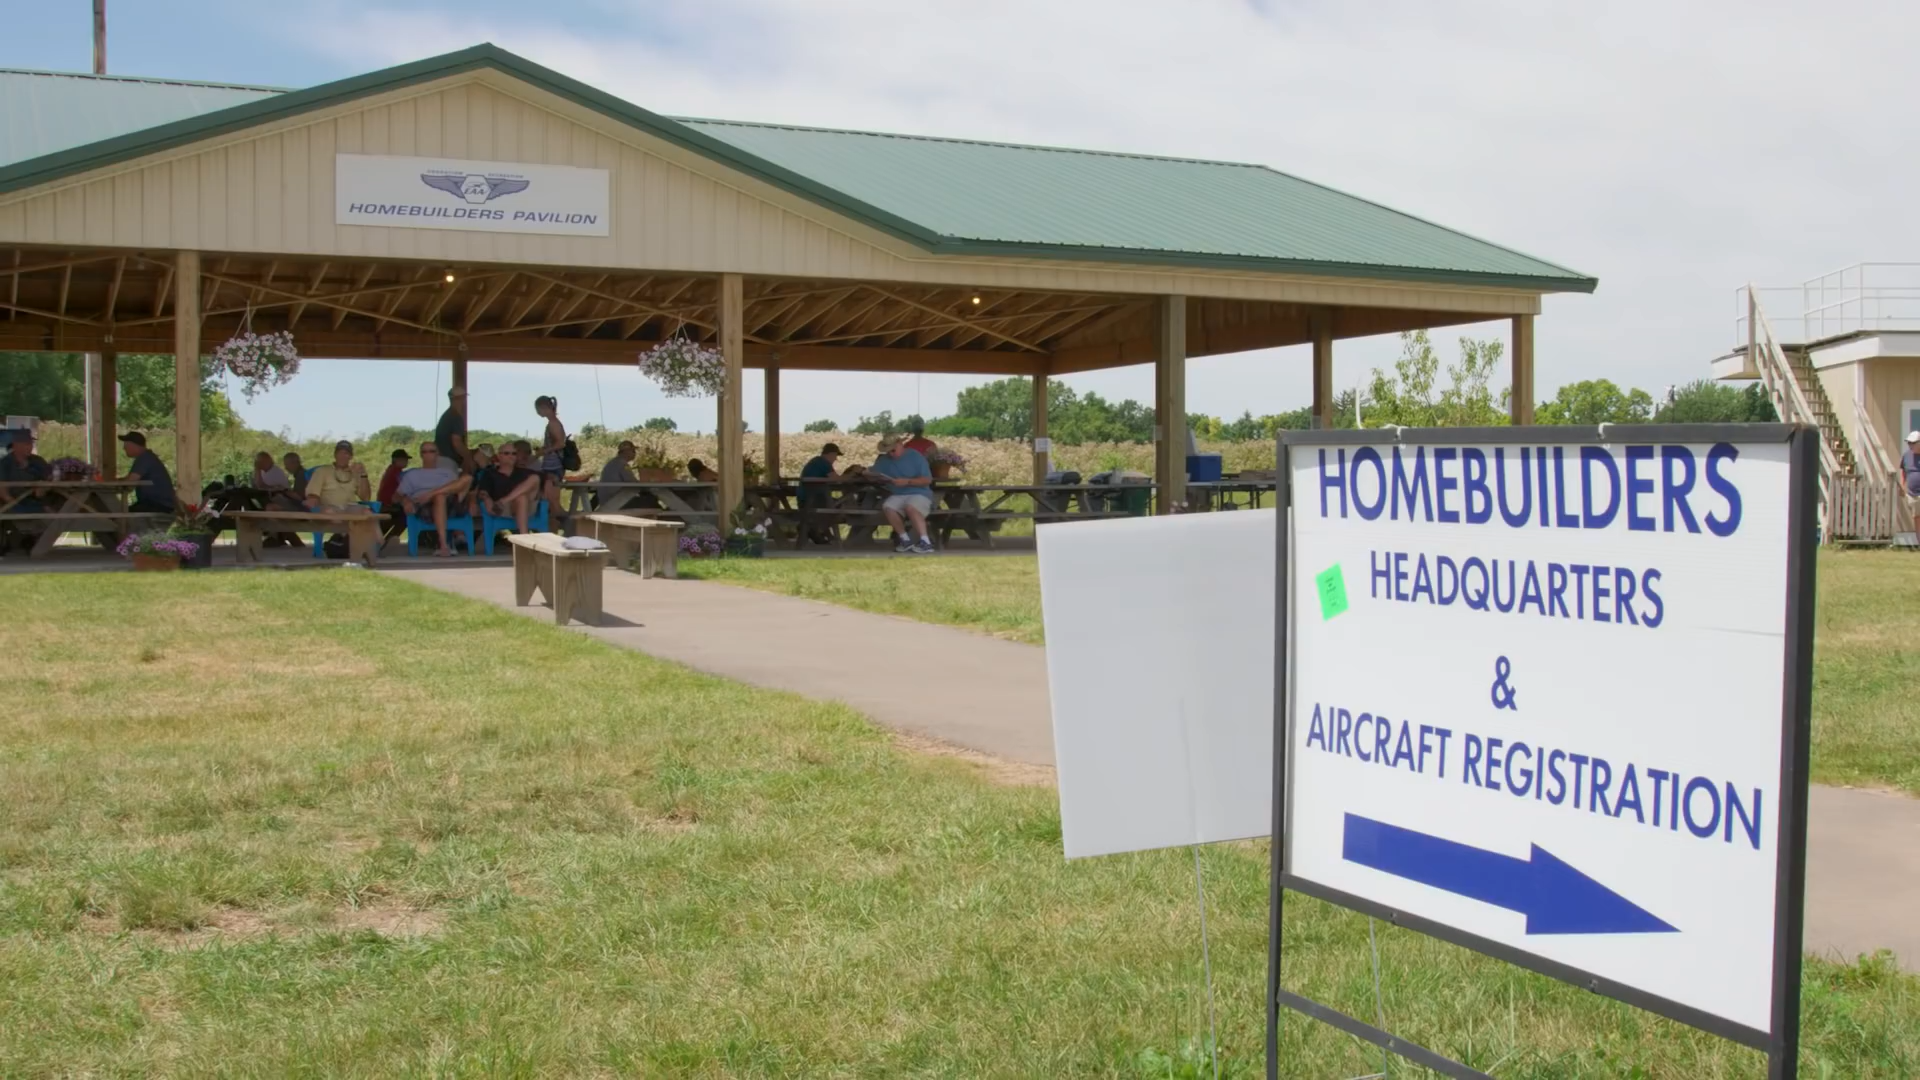 EAA
HOMEBUILDERS PAVILION
HOMEBUILDERS
HEADQUARTERS
&
AIRCRAFT REGISTRATION